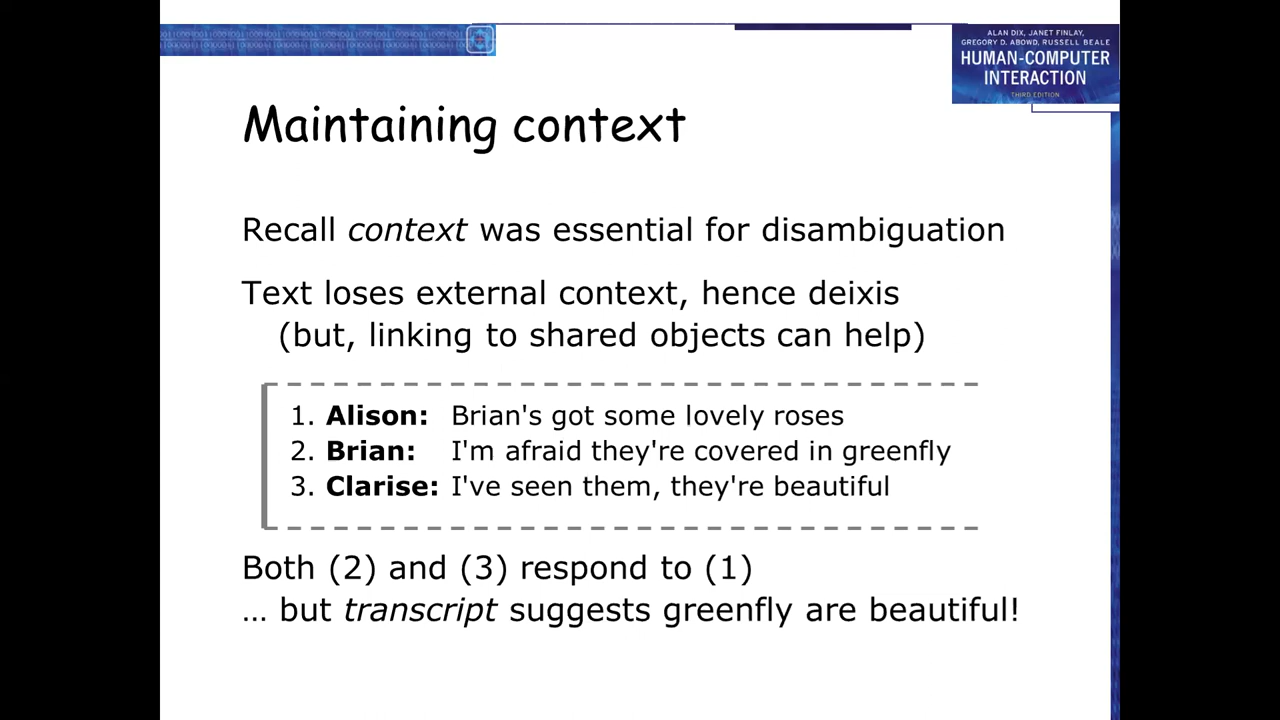 ALAN DIX, JANET FINLAY,
GREGORY D. ABOWD, RUSSELL BEALE
HUMAN-COMPUTER
INTERACTION
THIRD EDITION
Maintaining context
Recall context was essential for disambiguation
Text loses external context, hence deixis
(but, linking to shared objects can help)
1. Alison: Brian's got some lovely roses
2. Brian: I'm afraid they're covered in greenfly
3. Clarise: I've seen them, they're beautiful
Both (2) and (3) respond to (1)
… but transcript suggests greenfly are beautiful!